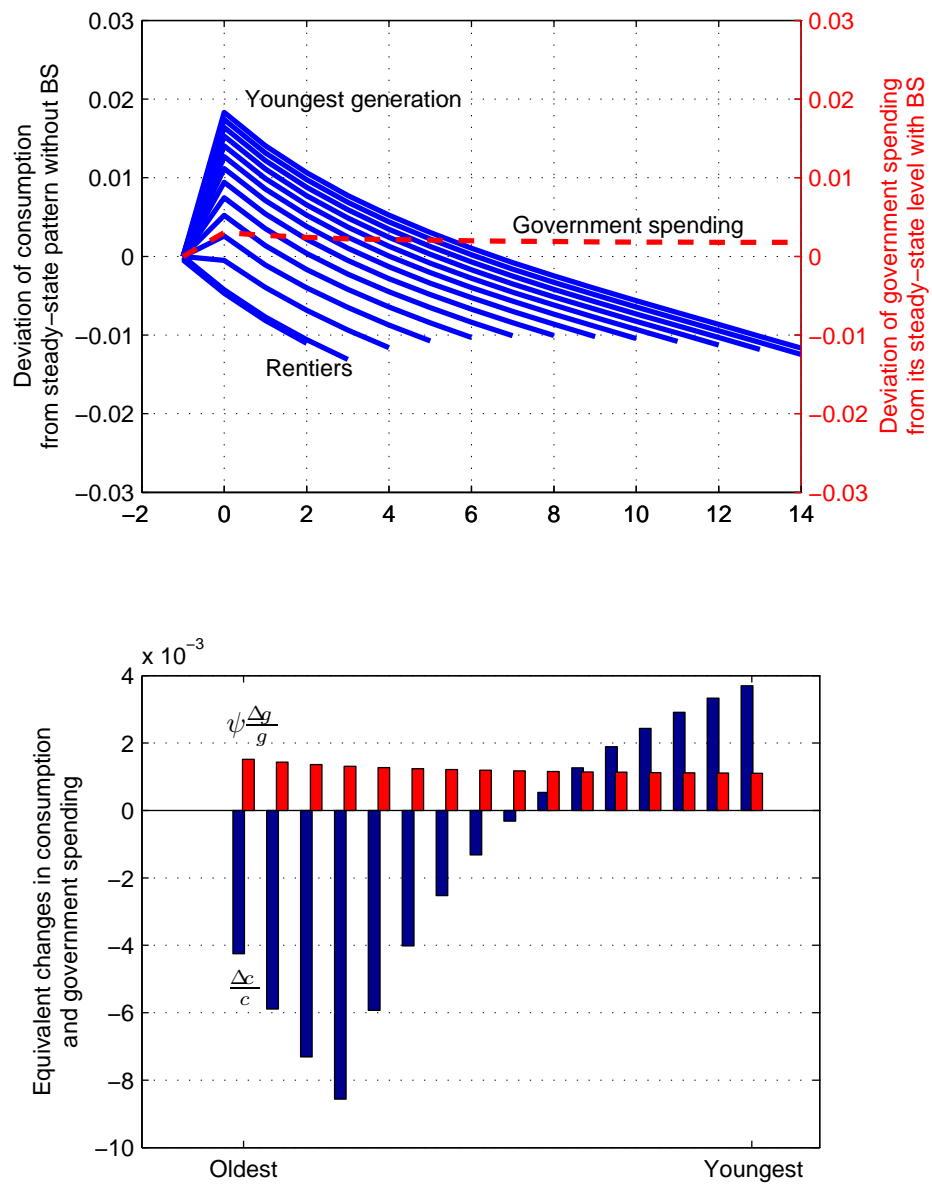 0.03
0.02
0.01
0
−0.01
−0.02
−0.03
Deviation of consumption
from steady−state pattern without BS
−2
0
2
4
6
8
10
12
14
Youngest generation
Government spending
Rentiers
0.03
0.02
0.01
0
−0.01
−0.02
−0.03
Deviation of government spending
from its steady−state level with BS
x 10⁻³
4
2
0
−2
−4
−6
−8
−10
Equivalent changes in consumption
and government spending
ψ Δg/g
Δc/c
Oldest
Youngest